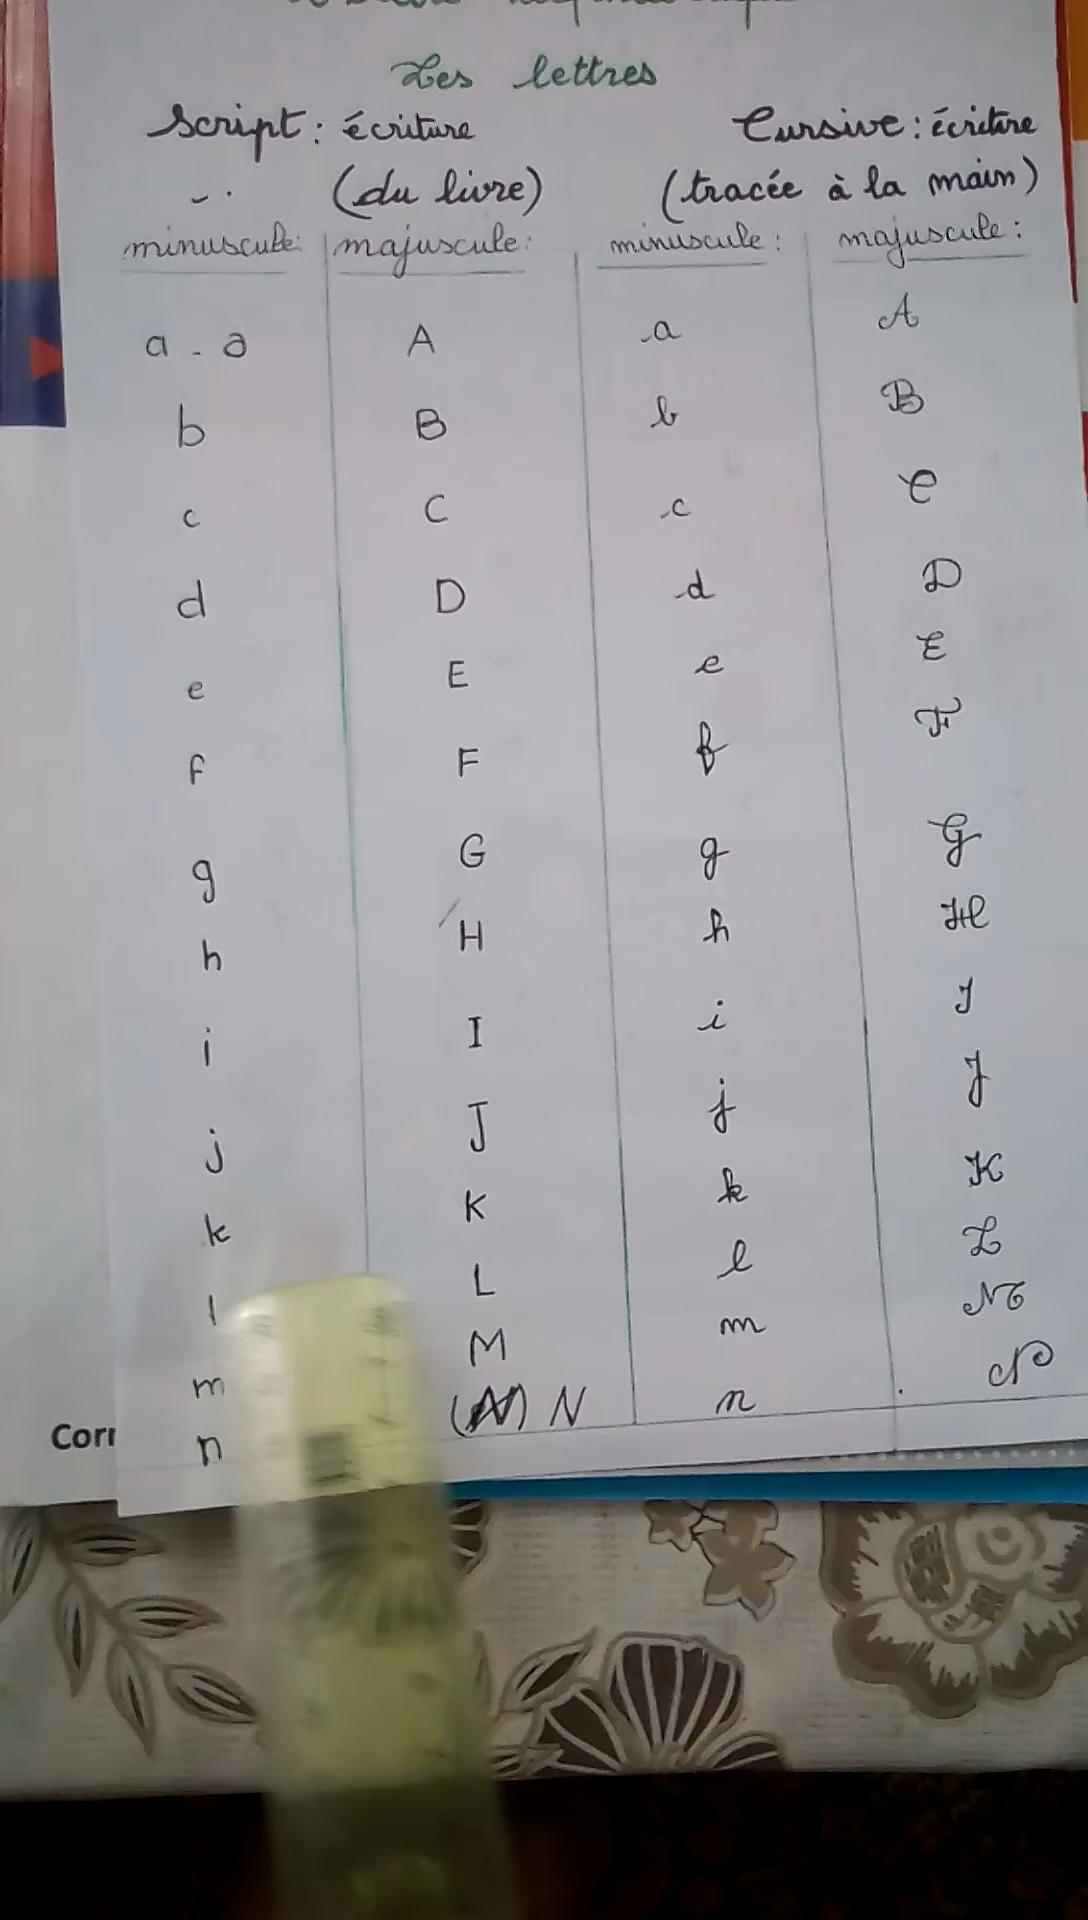 Les lettres
Script : écriture Cursive : écriture
(du livre) (tracée à la main)
minuscule: majuscule: minuscule: majuscule:
a - a A a A
b B b B
c C c C
d D d D
e E e E
f F f F
g G g G
h H h H
i I i I
j J j J
k K k K
l L l L
m M m M
n (N) N n N
Corr